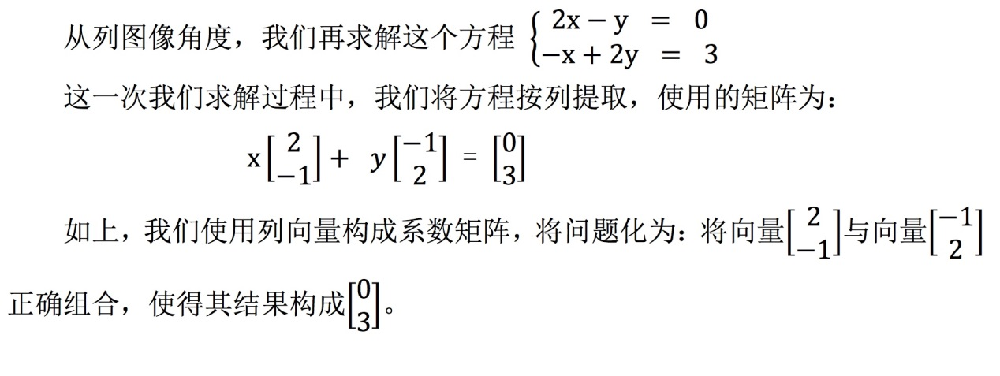 从列图像角度，我们再求解这个方程 $\begin{cases} 2x - y & = & 0 \\ -x + 2y & = & 3 \end{cases}$
这一次我们求解过程中，我们将方程按列提取，使用的矩阵为：
$x\begin{bmatrix} 2 \\ -1 \end{bmatrix} + y\begin{bmatrix} -1 \\ 2 \end{bmatrix} = \begin{bmatrix} 0 \\ 3 \end{bmatrix}$
如上，我们使用列向量构成系数矩阵，将问题化为：将向量$\begin{bmatrix} 2 \\ -1 \end{bmatrix}$与向量$\begin{bmatrix} -1 \\ 2 \end{bmatrix}$
正确组合，使得其结果构成$\begin{bmatrix} 0 \\ 3 \end{bmatrix}$。